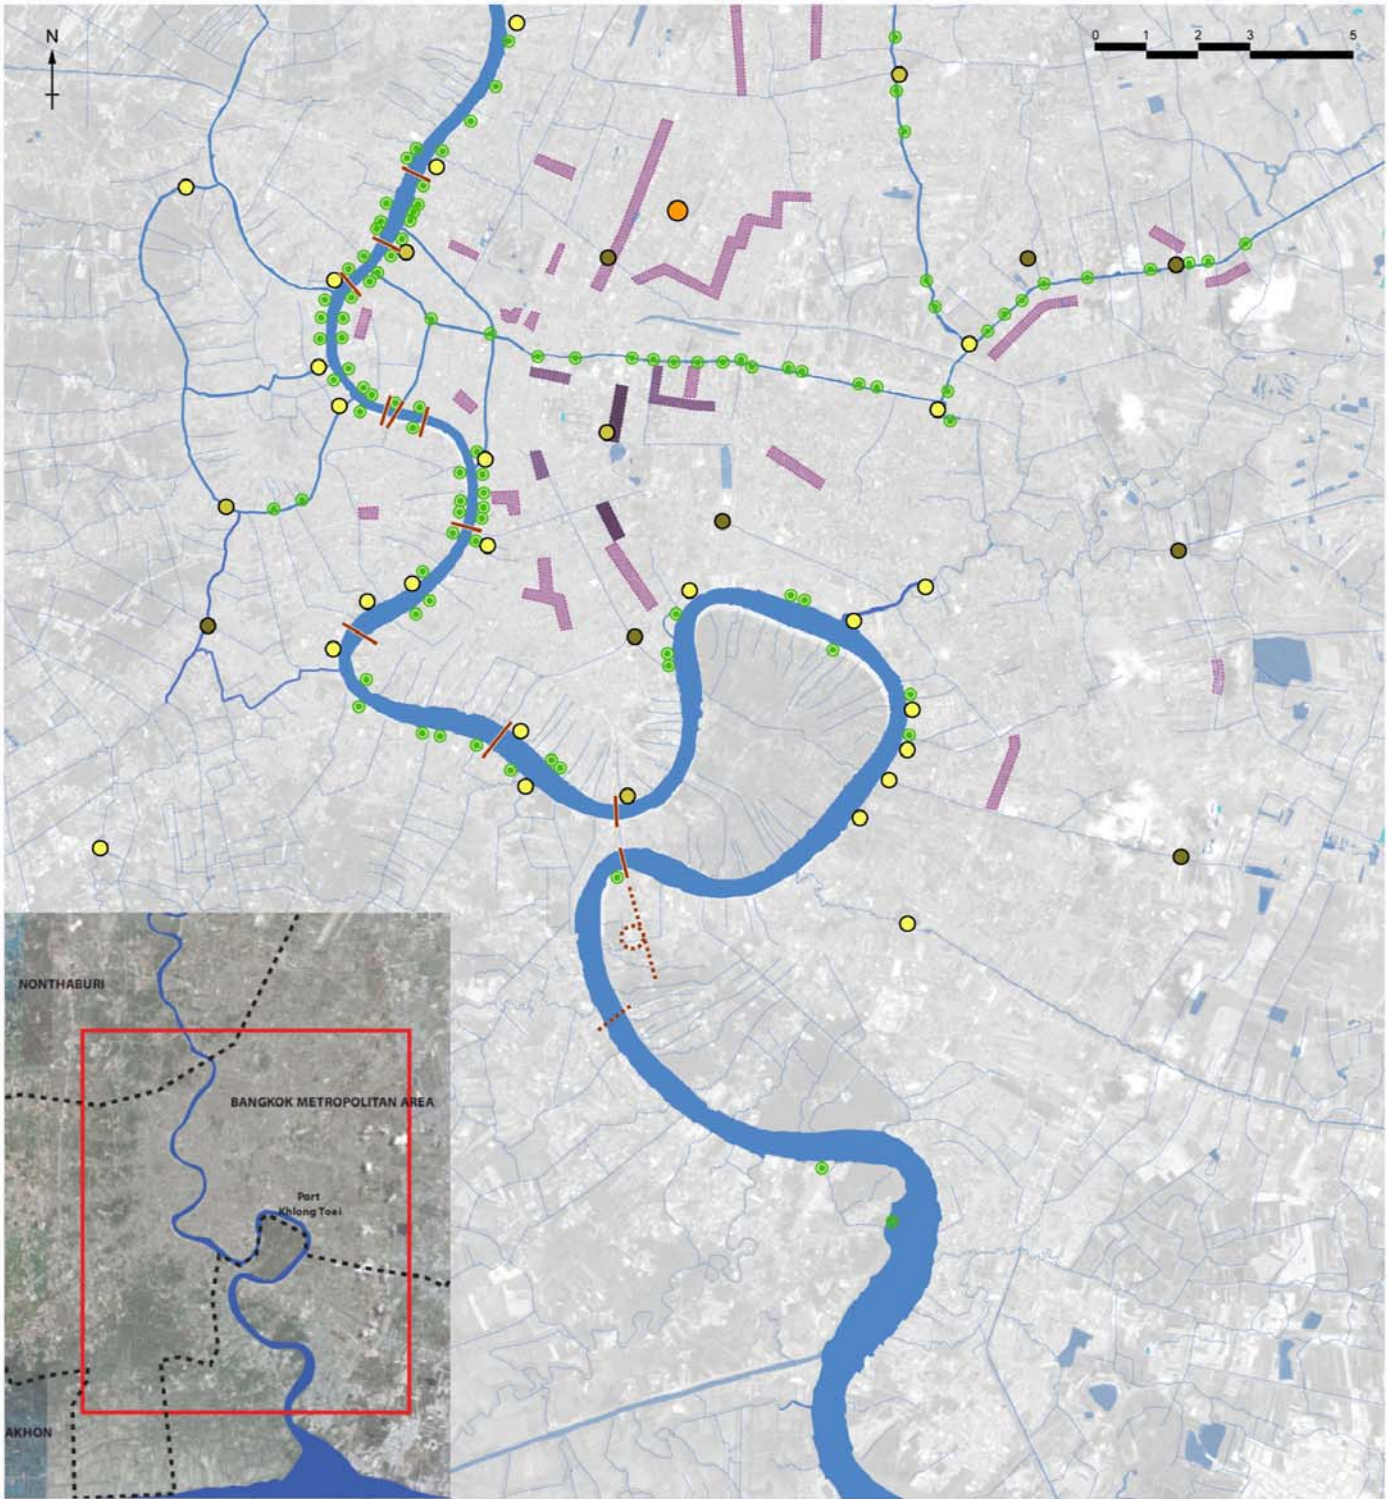 N
0 1 2 3 5
NONTHABURI
BANGKOK METROPOLITAN AREA
Port
Khlong Toei
AKHON